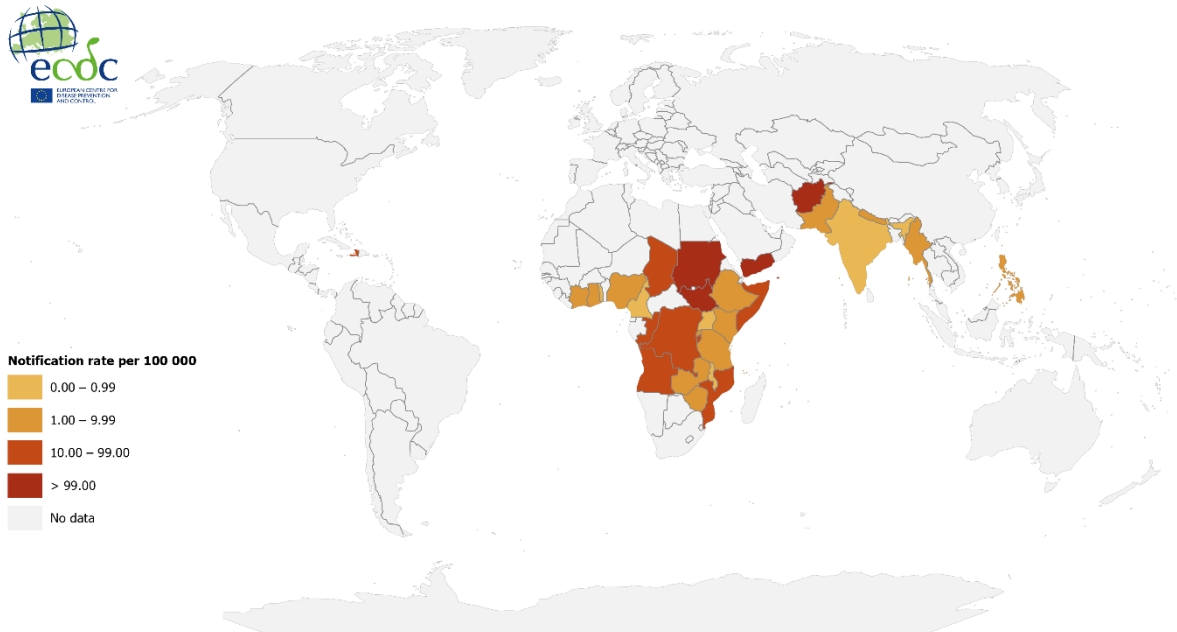 ecdc
EUROPEAN CENTRE FOR
DISEASE PREVENTION
AND CONTROL
Notification rate per 100 000
0.00 – 0.99
1.00 – 9.99
10.00 – 99.00
> 99.00
No data